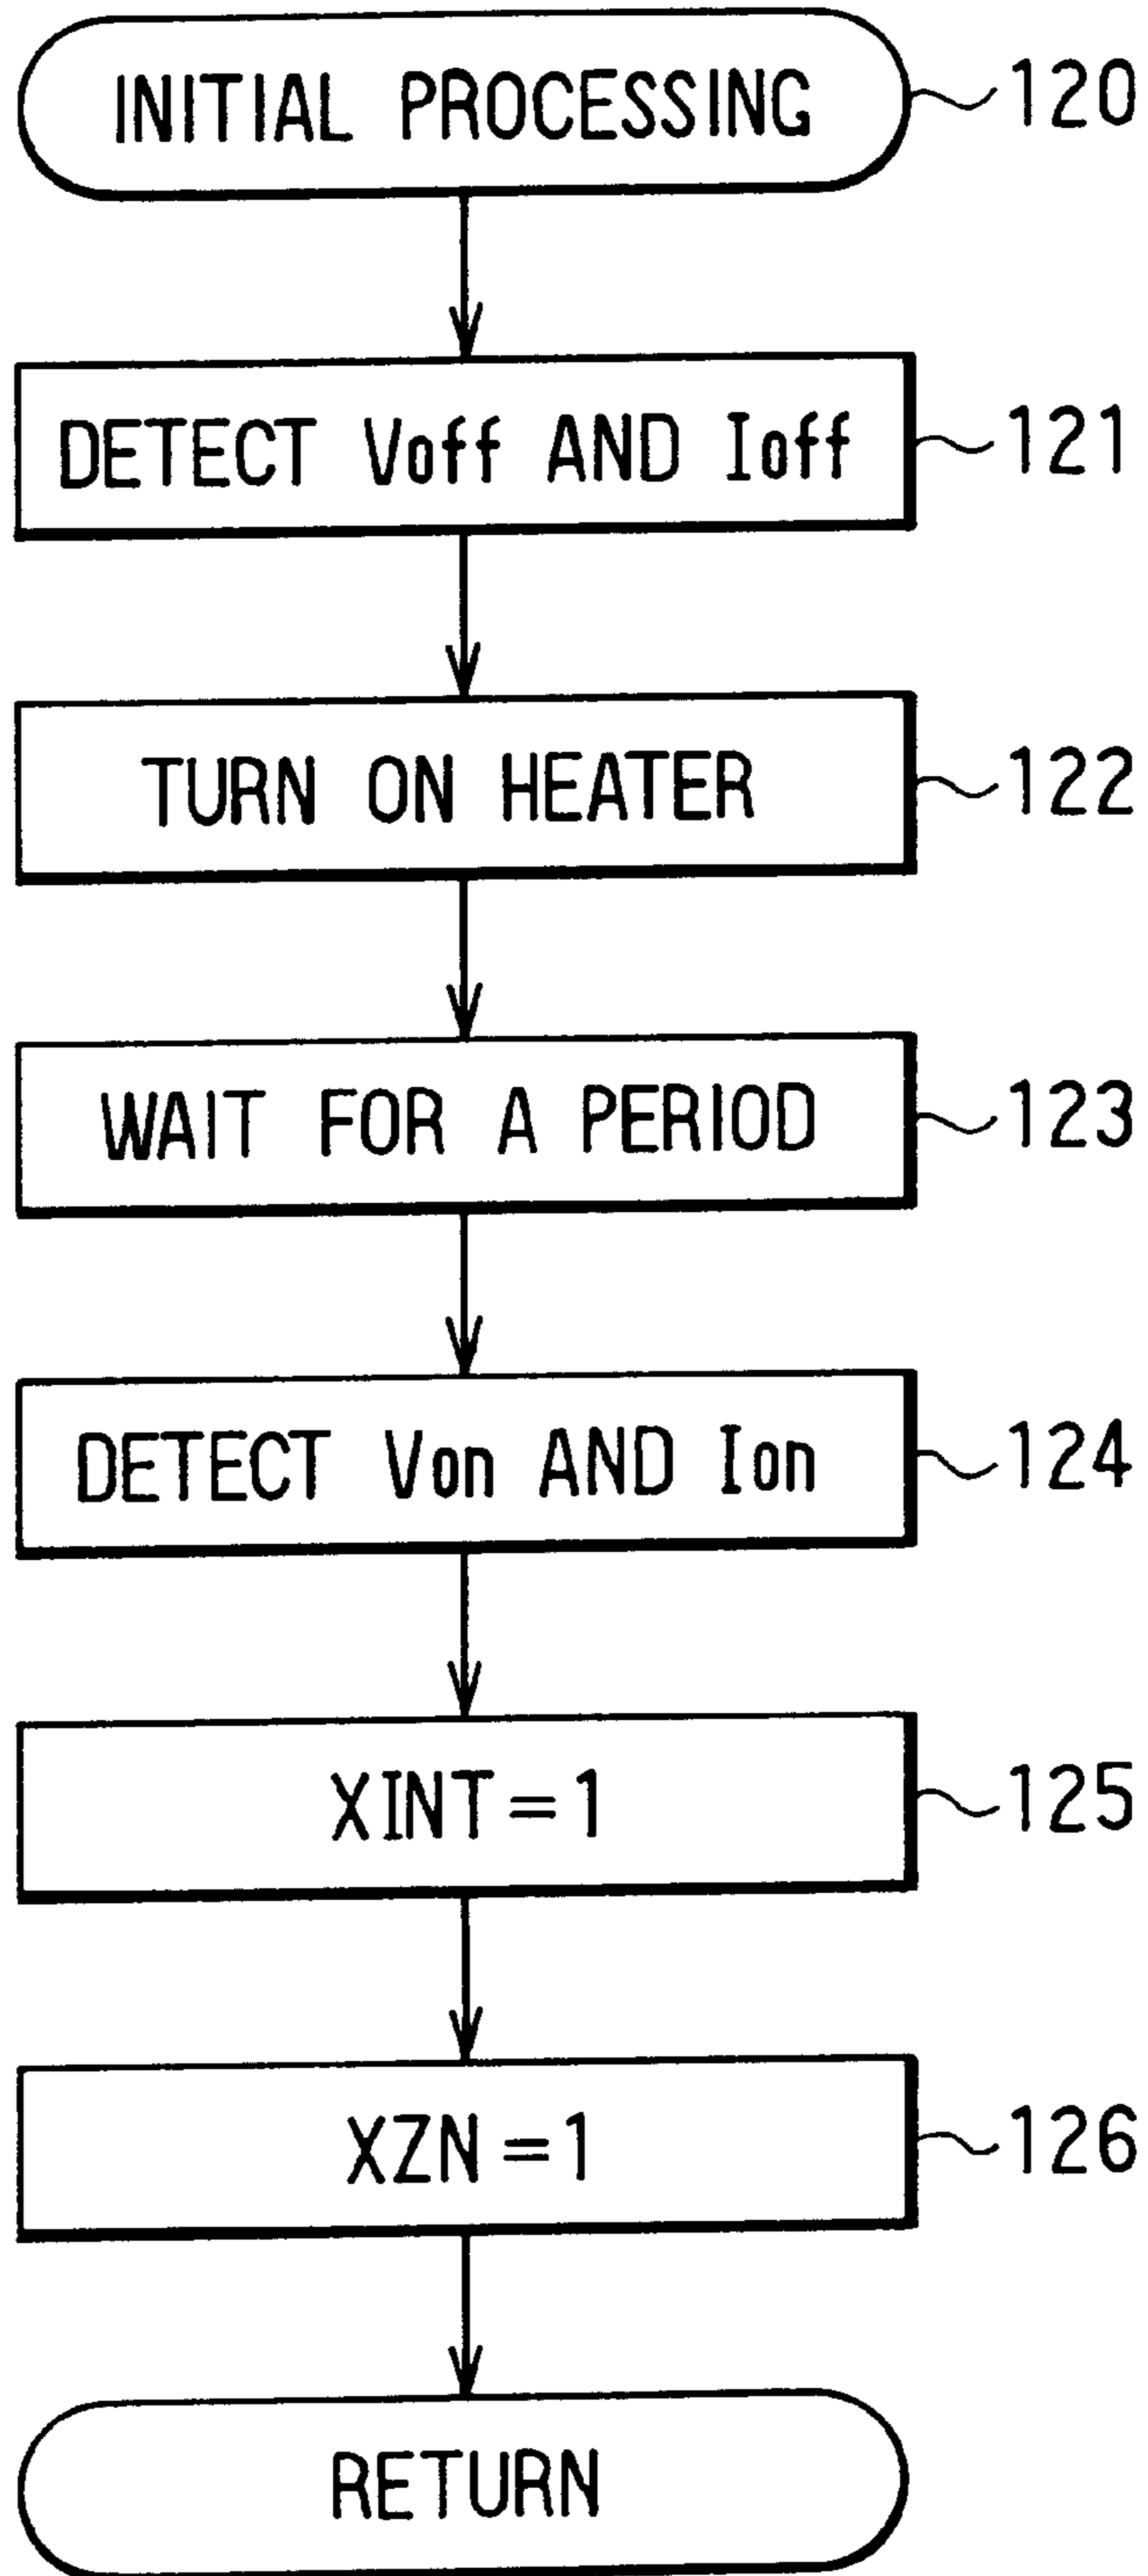 INITIAL PROCESSING 120
DETECT Voff AND Ioff 121
TURN ON HEATER 122
WAIT FOR A PERIOD 123
DETECT Von AND Ion 124
XINT=1 125
XZN=1 126
RETURN